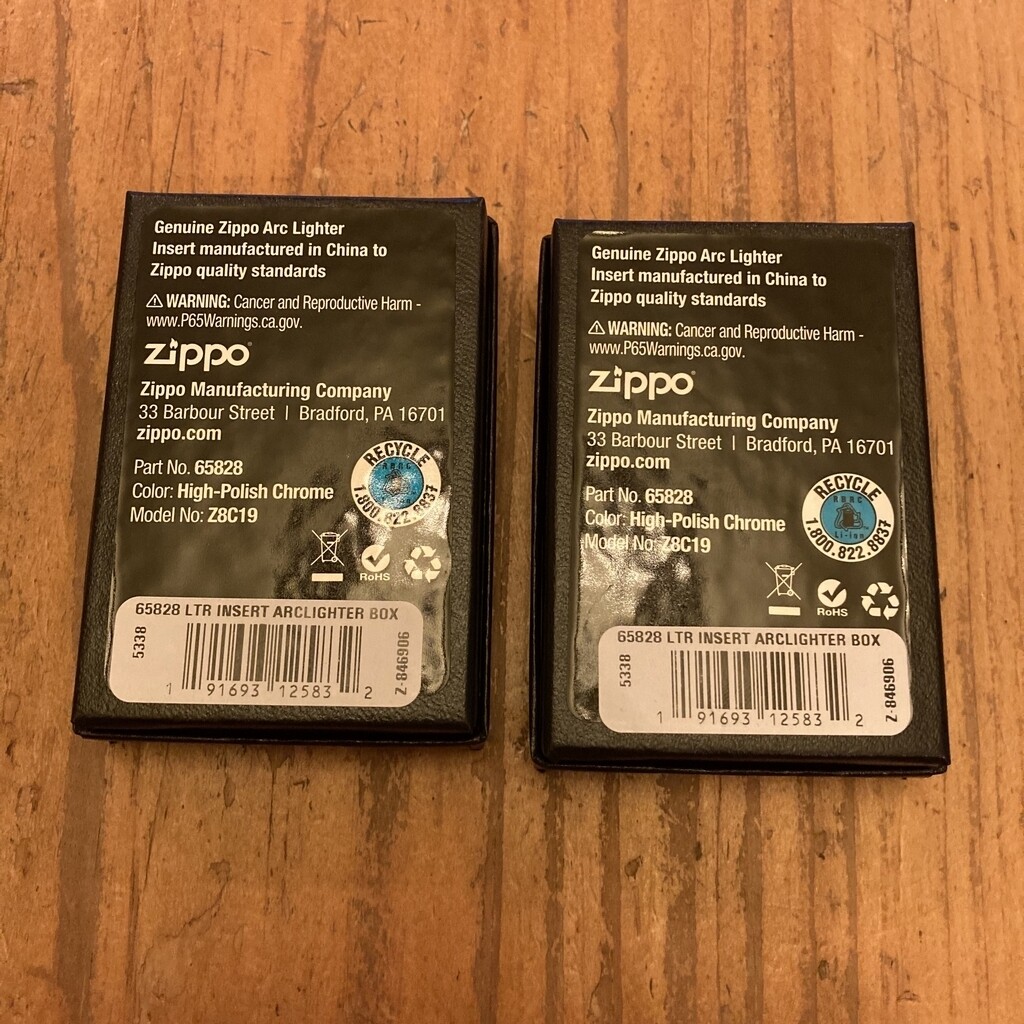 Genuine Zippo Arc Lighter
Insert manufactured in China to
Zippo quality standards
⚠ WARNING: Cancer and Reproductive Harm -
www.P65Warnings.ca.gov.
zippo®
Zippo Manufacturing Company
33 Barbour Street | Bradford, PA 16701
zippo.com
Part No. 65828
Color: High-Polish Chrome
Model No: Z8C19
RECYCLE
RBRC
1.800.822.8837
RoHS
65828 LTR INSERT ARCLIGHTER BOX
5338
Z-846906
1 91693 12583 2
Genuine Zippo Arc Lighter
Insert manufactured in China to
Zippo quality standards
⚠ WARNING: Cancer and Reproductive Harm -
www.P65Warnings.ca.gov.
zippo®
Zippo Manufacturing Company
33 Barbour Street | Bradford, PA 16701
zippo.com
Part No. 65828
Color: High-Polish Chrome
Model No: Z8C19
RECYCLE
RBRC
Li-ion
1.800.822.8837
RoHS
65828 LTR INSERT ARCLIGHTER BOX
5338
Z-846906
1 91693 12583 2